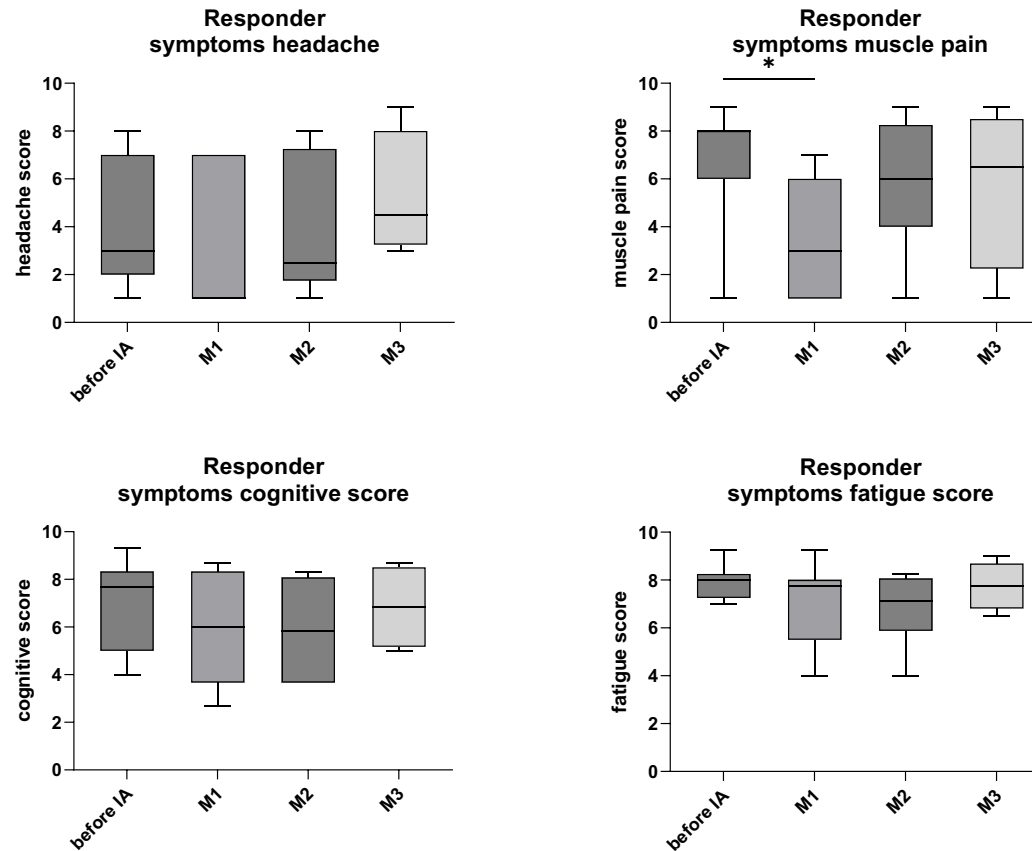 Responder
symptoms headache
headache score
10
8
6
4
2
0
before IA
M1
M2
M3
Responder
symptoms muscle pain
*
muscle pain score
10
8
6
4
2
0
before IA
M1
M2
M3
Responder
symptoms cognitive score
cognitive score
10
8
6
4
2
0
before IA
M1
M2
M3
Responder
symptoms fatigue score
fatigue score
10
8
6
4
2
0
before IA
M1
M2
M3